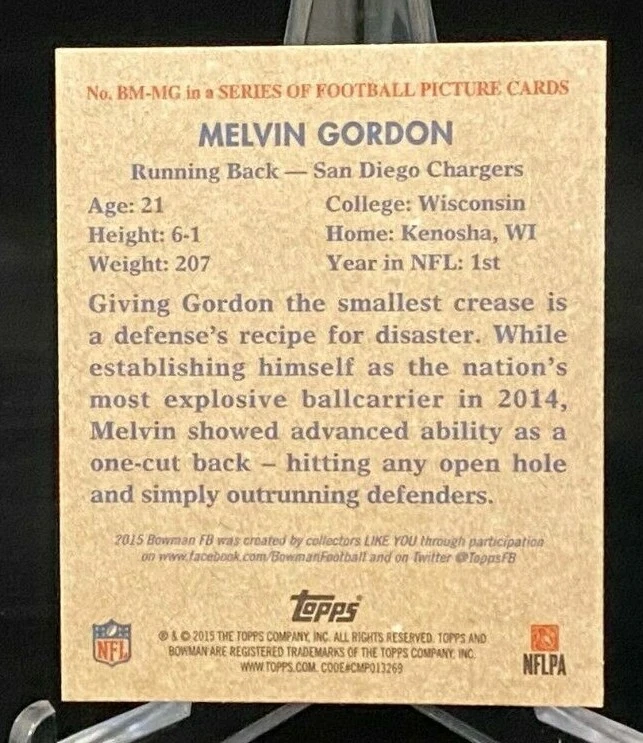 No. BM-MG in a SERIES OF FOOTBALL PICTURE CARDS
MELVIN GORDON
Running Back — San Diego Chargers
Age: 21
College: Wisconsin
Height: 6-1
Home: Kenosha, WI
Weight: 207
Year in NFL: 1st
Giving Gordon the smallest crease is
a defense's recipe for disaster. While
establishing himself as the nation's
most explosive ballcarrier in 2014,
Melvin showed advanced ability as a
one-cut back – hitting any open hole
and simply outrunning defenders.
2015 Bowman FB was created by collectors LIKE YOU through participation
on www.facebook.com/BowmanFootball and on Twitter @ToppsFB
Topps
® & © 2015 THE TOPPS COMPANY, INC. ALL RIGHTS RESERVED. TOPPS AND
BOWMAN ARE REGISTERED TRADEMARKS OF THE TOPPS COMPANY, INC.
WWW.TOPPS.COM. CODE#CMP013269
NFL
NFLPA